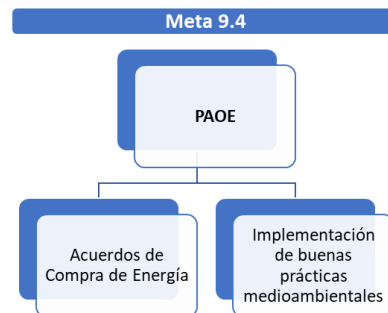 Meta 9.4
PAOE
Acuerdos de
Compra de Energía
Implementación
de buenas
prácticas
medioambientales